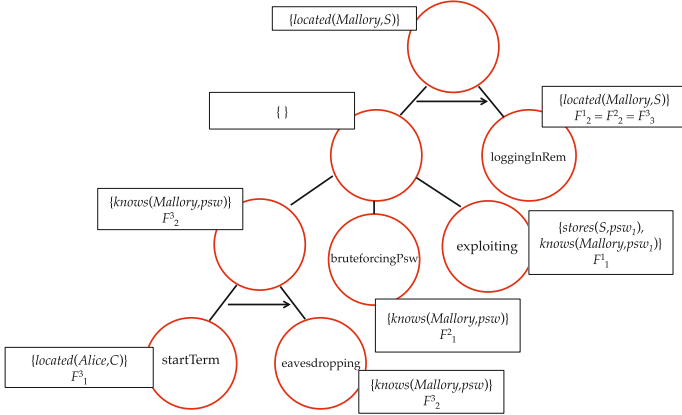 {located(Mallory,S)}
{ }
{located(Mallory,S)}
F¹₂ = F²₂ = F³₃
loggingInRem
{knows(Mallory,psw)}
F³₂
bruteforcingPsw
exploiting
{stores(S,psw₁),
knows(Mallory,psw₁)}
F¹₁
{knows(Mallory,psw)}
F²₁
{located(Alice,C)}
F³₁
startTerm
eavesdropping
{knows(Mallory,psw)}
F³₂